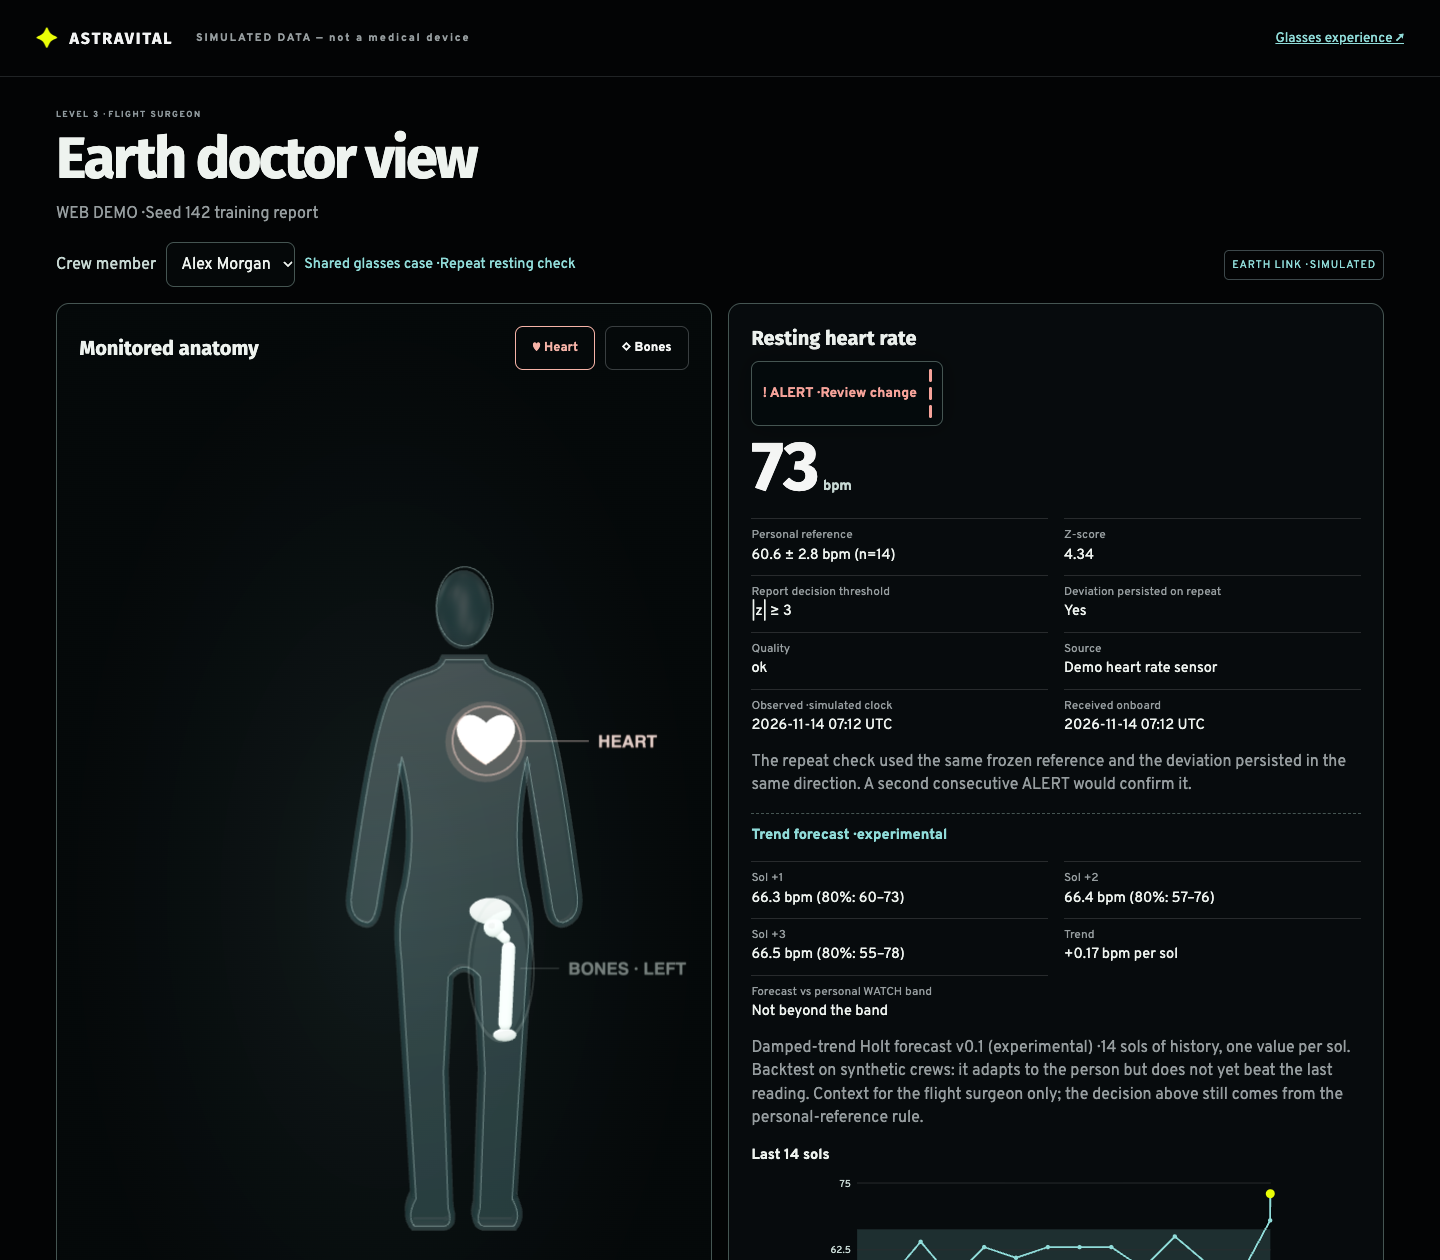 ASTRAVITAL
SIMULATED DATA — not a medical device
Glasses experience ↗
LEVEL 3 · FLIGHT SURGEON
Earth doctor view
WEB DEMO · Seed 142 training report
Crew member
Alex Morgan
Shared glasses case · Repeat resting check
EARTH LINK · SIMULATED
Monitored anatomy
♥ Heart
◇ Bones
HEART
BONES · LEFT
Resting heart rate
! ALERT · Review change
73 bpm
Personal reference
60.6 ± 2.8 bpm (n=14)
Z-score
4.34
Report decision threshold
|z| ≥ 3
Deviation persisted on repeat
Yes
Quality
ok
Source
Demo heart rate sensor
Observed · simulated clock
2026-11-14 07:12 UTC
Received onboard
2026-11-14 07:12 UTC
The repeat check used the same frozen reference and the deviation persisted in the
same direction. A second consecutive ALERT would confirm it.
Trend forecast · experimental
Sol +1
66.3 bpm (80%: 60–73)
Sol +2
66.4 bpm (80%: 57–76)
Sol +3
66.5 bpm (80%: 55–78)
Trend
+0.17 bpm per sol
Forecast vs personal WATCH band
Not beyond the band
Damped-trend Holt forecast v0.1 (experimental) · 14 sols of history, one value per sol.
Backtest on synthetic crews: it adapts to the person but does not yet beat the last
reading. Context for the flight surgeon only; the decision above still comes from the
personal-reference rule.
Last 14 sols
75
62.5